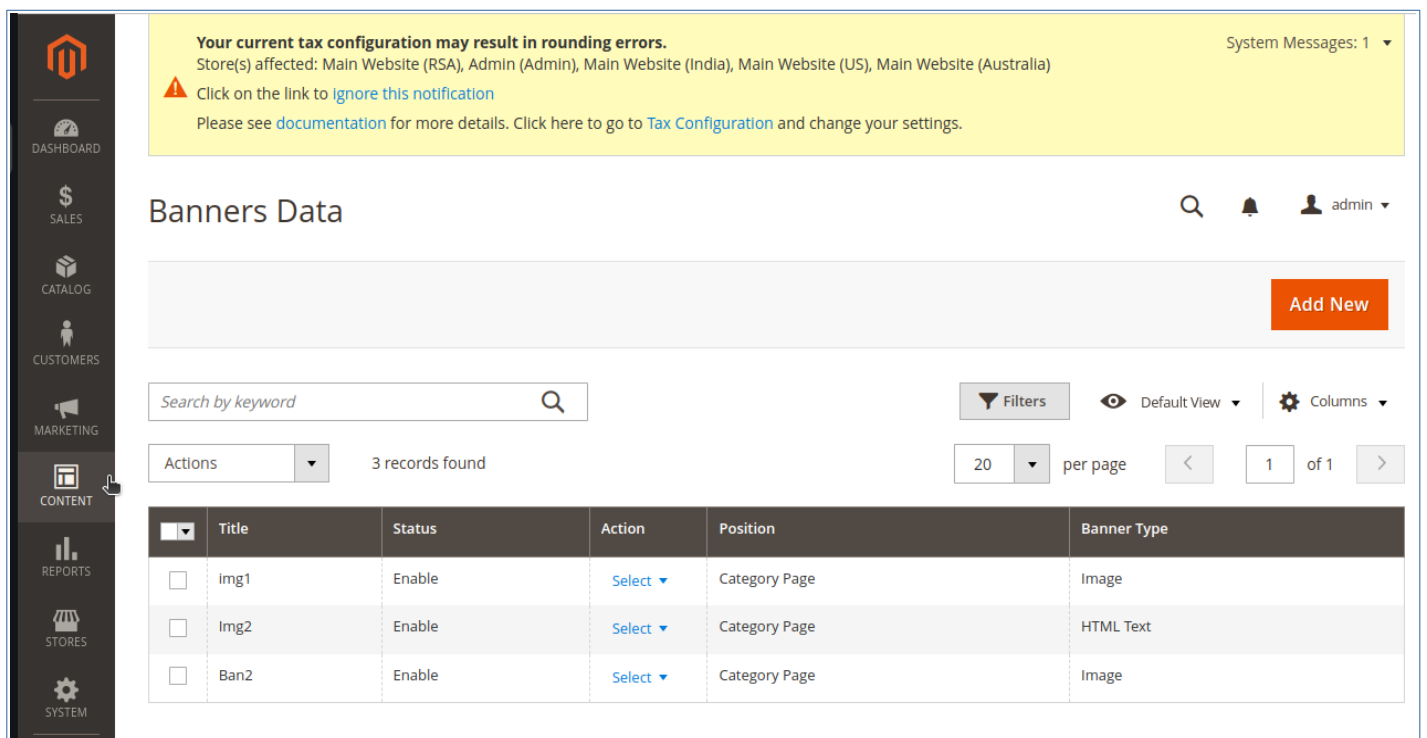 Your current tax configuration may result in rounding errors.
System Messages: 1
Store(s) affected: Main Website (RSA), Admin (Admin), Main Website (India), Main Website (US), Main Website (Australia)
Click on the link to ignore this notification
Please see documentation for more details. Click here to go to Tax Configuration and change your settings.
DASHBOARD
SALES
CATALOG
CUSTOMERS
MARKETING
CONTENT
REPORTS
STORES
SYSTEM
Banners Data
admin
Add New
Search by keyword
Filters
Default View
Columns
Actions
3 records found
20
per page
1
of 1
Title Status Action Position Banner Type
img1 Enable Select Category Page Image
Img2 Enable Select Category Page HTML Text
Ban2 Enable Select Category Page Image